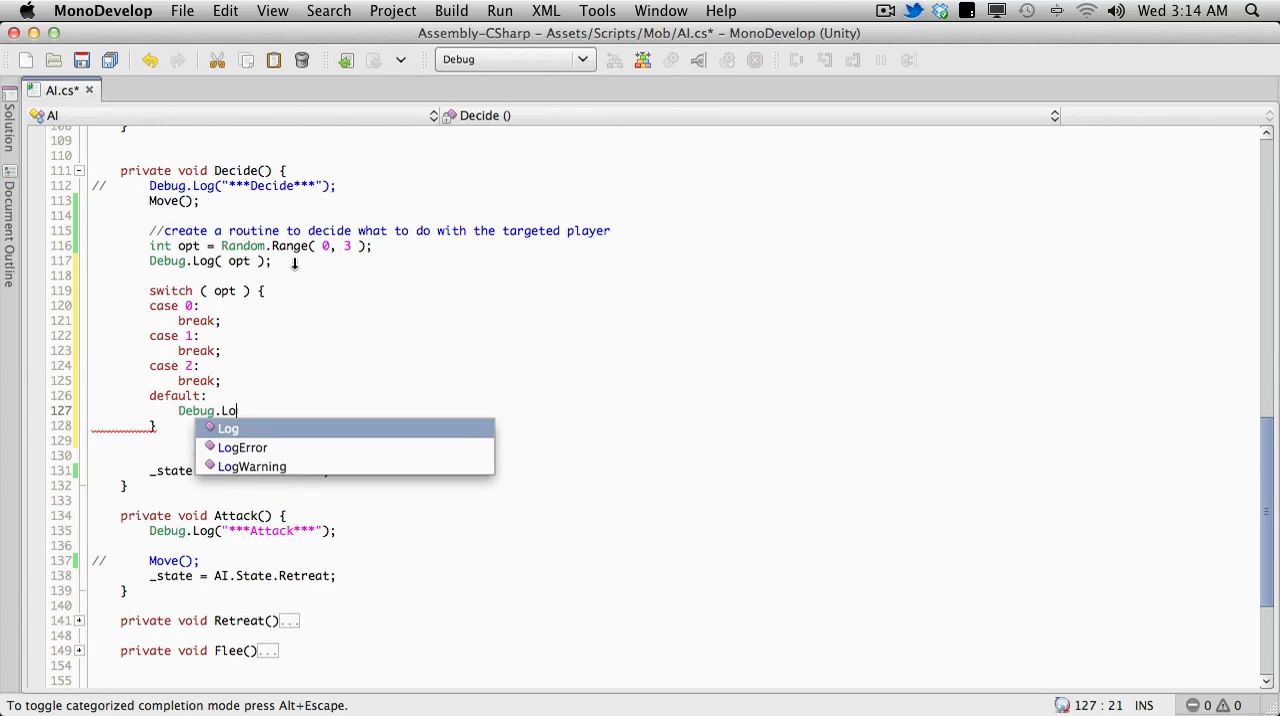 MonoDevelop File Edit View Search Project Build Run XML Tools Window Help Wed 3:14 AM
Assembly-CSharp - Assets/Scripts/Mob/AI.cs* - MonoDevelop (Unity)
Debug
AI.cs*
AI Decide ()
Solution
Document Outline
109
110
111 private void Decide() {
112 // Debug.Log("***Decide***");
113 Move();
114
115 //create a routine to decide what to do with the targeted player
116 int opt = Random.Range( 0, 3 );
117 Debug.Log( opt );
118
119 switch ( opt ) {
120 case 0:
121 break;
122 case 1:
123 break;
124 case 2:
125 break;
126 default:
127 Debug.Lo
128 }
Log
129
LogError
130
LogWarning
131 _state
132 }
133
134 private void Attack() {
135 Debug.Log("***Attack***");
136
137 // Move();
138 _state = AI.State.Retreat;
139 }
140
141 private void Retreat()...
148
149 private void Flee()...
154
155
To toggle categorized completion mode press Alt+Escape. 127 : 21 INS 0 0